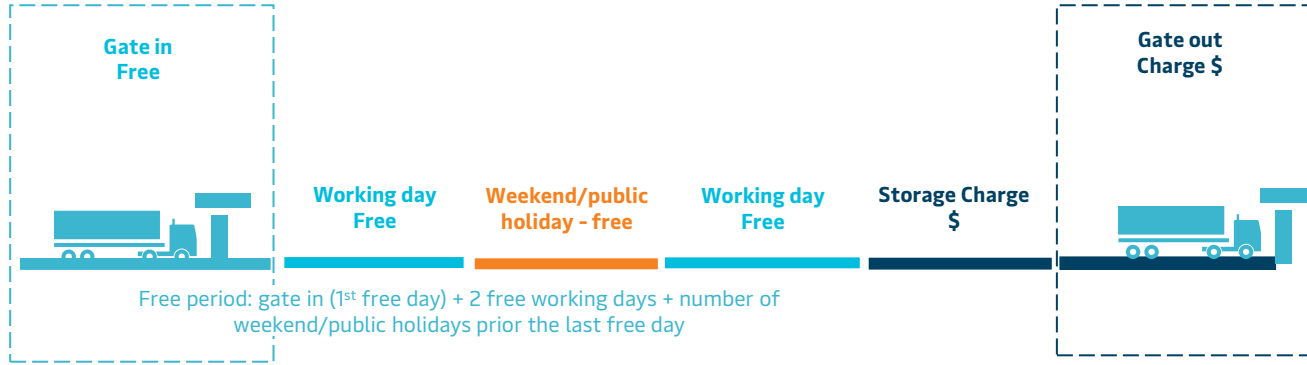 Gate in
Free
Gate out
Charge $
Working day
Free
Weekend/public
holiday - free
Working day
Free
Storage Charge
$
Free period: gate in (1st free day) + 2 free working days + number of
weekend/public holidays prior the last free day